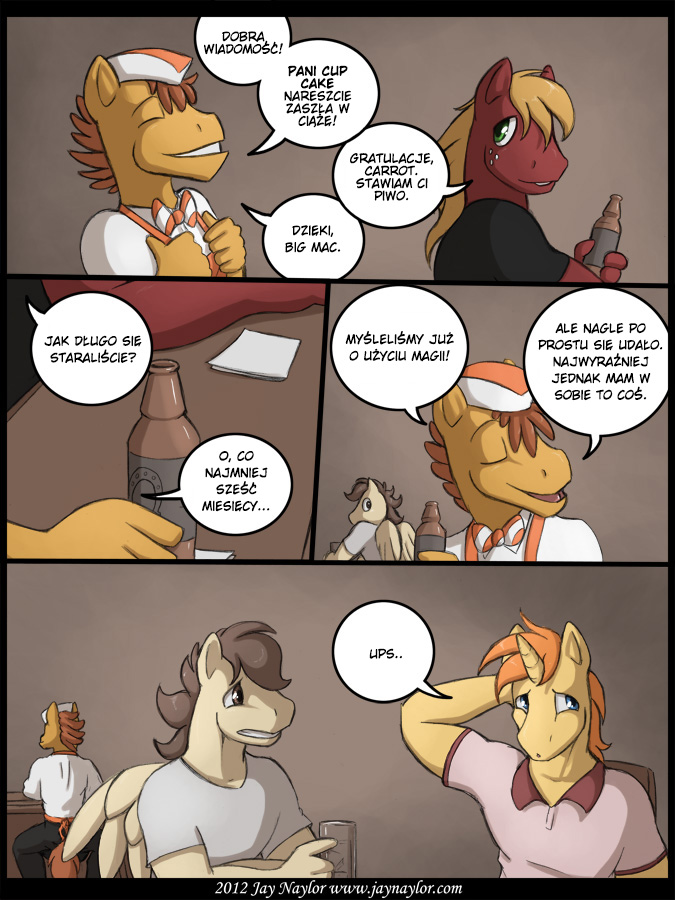 DOBRA
WIADOMOŚĆ!
PANI CUP
CAKE
NARESZCIE
ZASZŁA W
CIĄŻE!
GRATULACJE,
CARROT.
STAWIAM CI
PIWO.
DZIĘKI,
BIG MAC.
JAK DŁUGO SIE
STARALIŚCIE?
O, CO
NAJMNIEJ
SZEŚĆ
MIESIECY...
MYŚLELIŚMY JUŻ
O UŻYCIU MAGII!
ALE NAGLE PO
PROSTU SIĘ UDAŁO.
NAJWYRAŹNIEJ
JEDNAK MAM W
SOBIE TO COŚ.
UPS..
2012 Jay Naylor www.jaynaylor.com